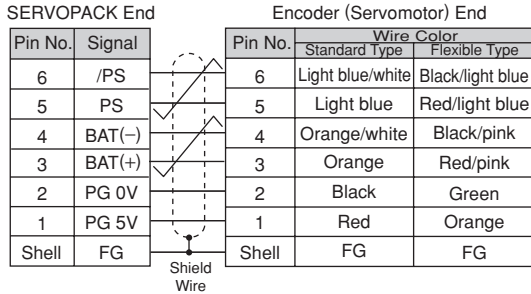 SERVOPACK End Encoder (Servomotor) End
Pin No. Signal Pin No. Wire Color
Standard Type Flexible Type
6 /PS 6 Light blue/white Black/light blue
5 PS 5 Light blue Red/light blue
4 BAT(−) 4 Orange/white Black/pink
3 BAT(+) 3 Orange Red/pink
2 PG 0V 2 Black Green
1 PG 5V 1 Red Orange
Shell FG Shell FG FG
Shield
Wire